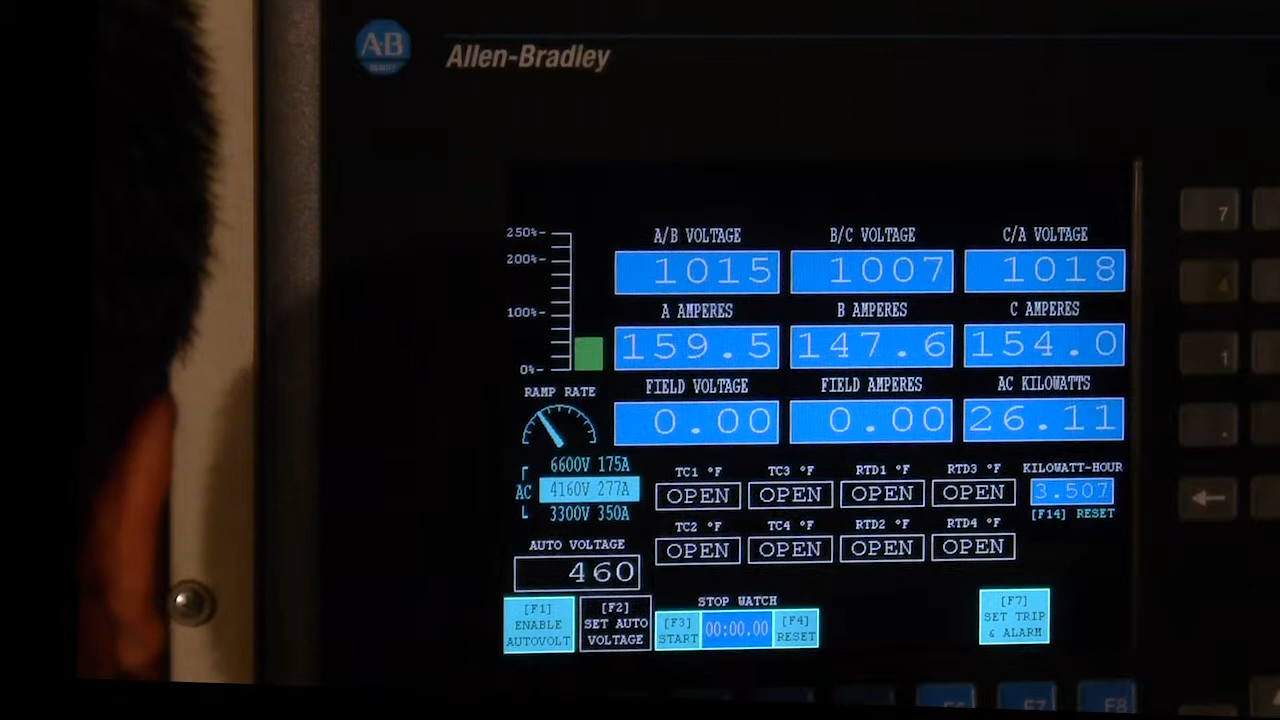 A·B
Allen-Bradley
A/B VOLTAGE B/C VOLTAGE C/A VOLTAGE
1015 1007 1018
A AMPERES B AMPERES C AMPERES
159.5 147.6 154.0
FIELD VOLTAGE FIELD AMPERES AC KILOWATTS
0.00 0.00 26.11
250%-
200%-
100%-
0%-
RAMP RATE
6600V 175A
AC 4160V 277A
3300V 350A
TC1 °F TC3 °F RTD1 °F RTD3 °F KILOWATT-HOUR
OPEN OPEN OPEN OPEN 3.507
[F14] RESET
TC2 °F TC4 °F RTD2 °F RTD4 °F
OPEN OPEN OPEN OPEN
AUTO VOLTAGE
460
[F1]
ENABLE
AUTOVOLT
[F2]
SET AUTO
VOLTAGE
STOP WATCH
[F3]
START
00:00.00
[F4]
RESET
[F7]
SET TRIP
& ALARM
7
1
.
←
F6 F7 F8